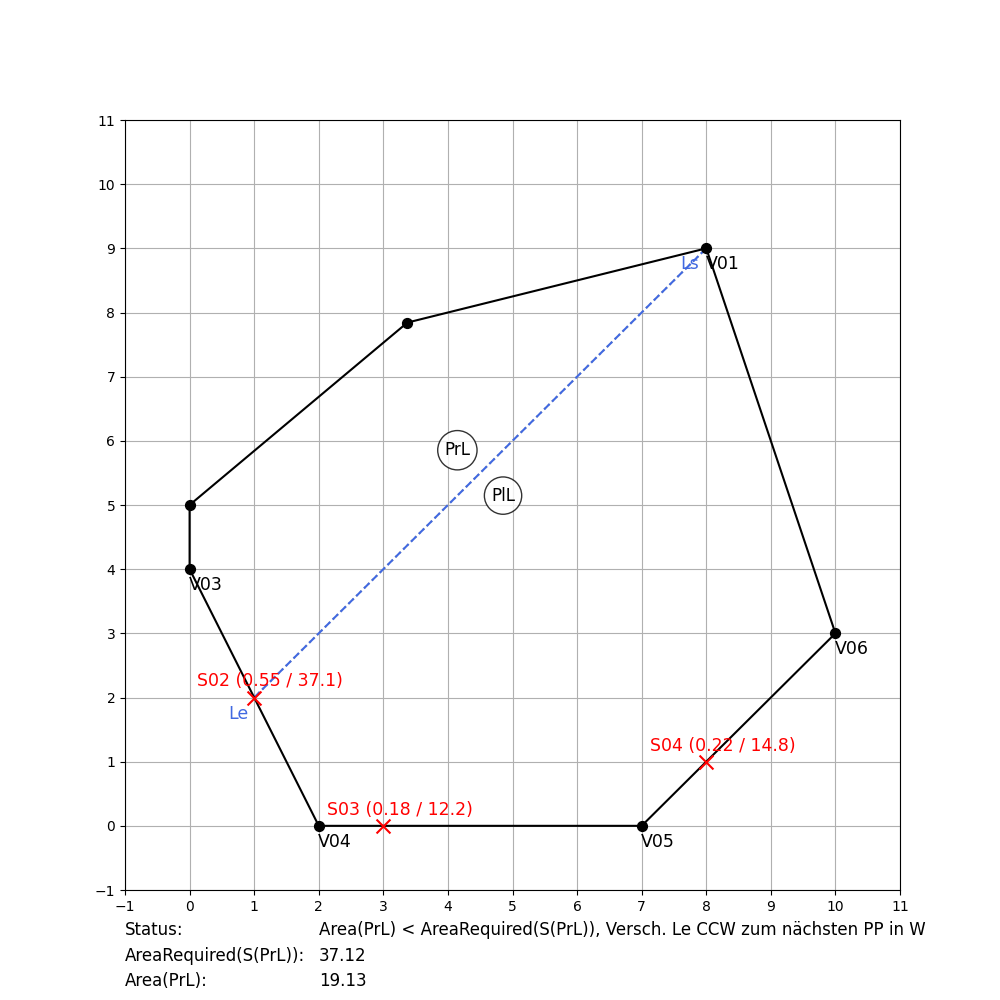 11
10
9
8
7
6
5
4
3
2
1
0
−1
−1 0 1 2 3 4 5 6 7 8 9 10 11
Ls V01
PrL
PlL
V03
V06
S02 (0.55 / 37.1)
Le
S04 (0.22 / 14.8)
S03 (0.18 / 12.2)
V04
V05
Status: Area(PrL) < AreaRequired(S(PrL)), Versch. Le CCW zum nächsten PP in W
AreaRequired(S(PrL)): 37.12
Area(PrL): 19.13